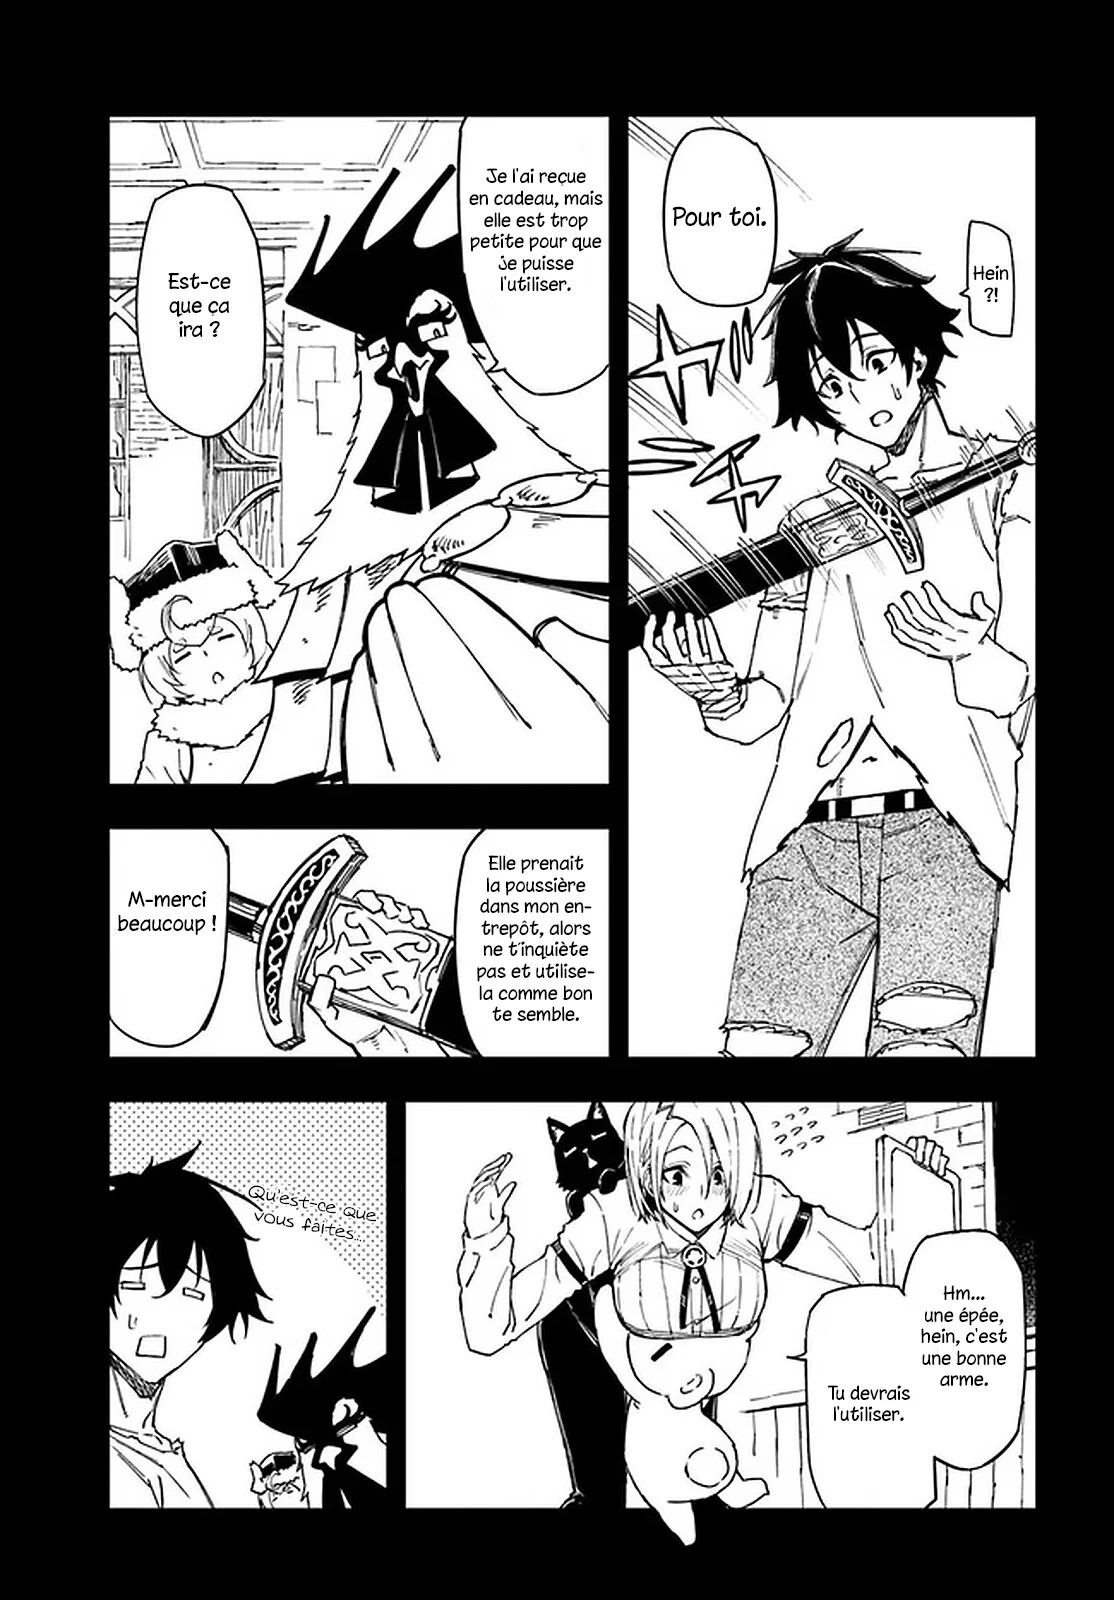 Pour toi.
Hein
?!
Je l'ai reçue
en cadeau, mais
elle est trop
petite pour que
je puisse
l'utiliser.
Est-ce
que ça
ira ?
Elle prenait
la poussière
dans mon en-
trepôt, alors
ne t'inquiète
pas et utilise-
la comme bon
te semble.
M-merci
beaucoup !
Hm...
une épée,
hein, c'est
une bonne
arme.
Tu devrais
l'utiliser.
Qu'est-ce que
vous faites...